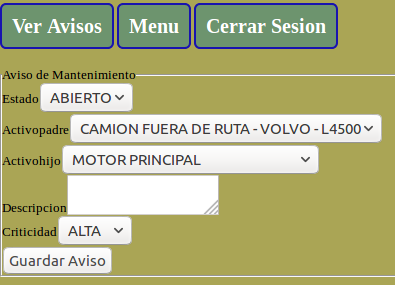 Ver Avisos Menu Cerrar Sesion
Aviso de Mantenimiento
Estado ABIERTO
Activopadre CAMION FUERA DE RUTA - VOLVO - L4500
Activohijo MOTOR PRINCIPAL
Descripcion
Criticidad ALTA
Guardar Aviso